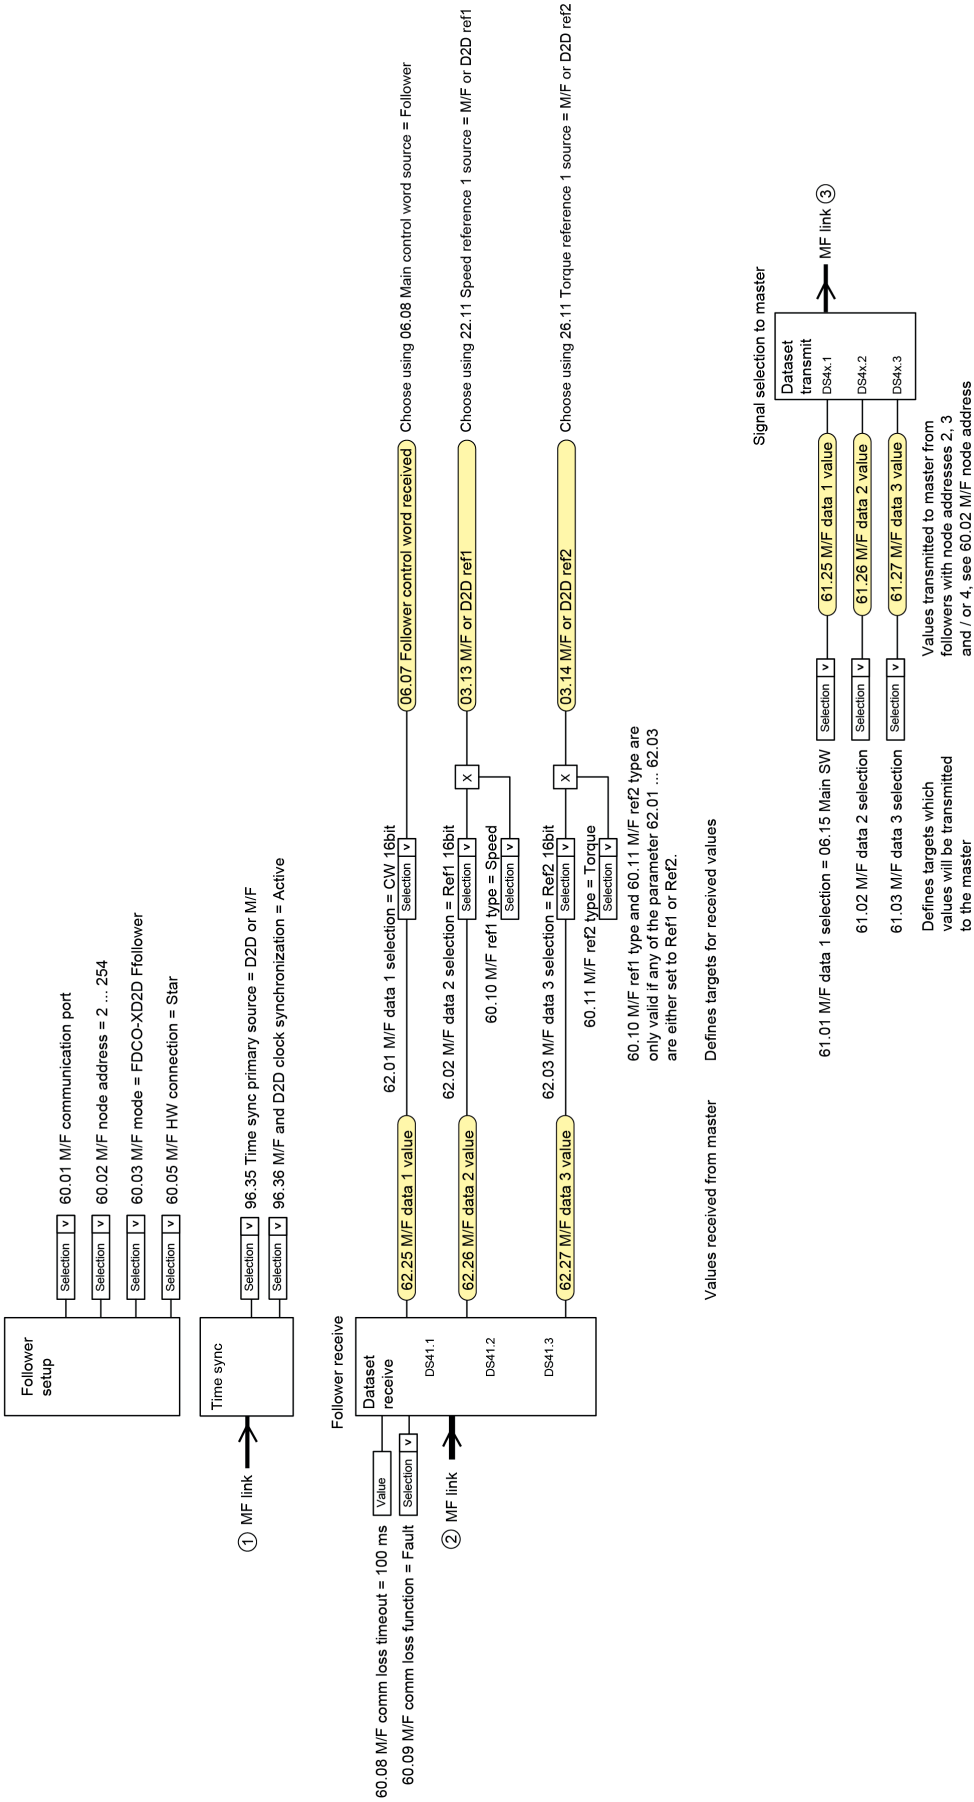 Follower
setup
Selection v 60.01 M/F communication port
Selection v 60.02 M/F node address = 2 ... 254
Selection v 60.03 M/F mode = FDCO-XD2D Ffollower
Selection v 60.05 M/F HW connection = Star
1 MF link
Time sync
Selection v 96.35 Time sync primary source = D2D or M/F
Selection v 96.36 M/F and D2D clock synchronization = Active
Follower receive
60.08 M/F comm loss timeout = 100 ms Value
60.09 M/F comm loss function = Fault Selection v
2 MF link
Dataset
receive
DS41.1
DS41.2
DS41.3
62.25 M/F data 1 value
62.01 M/F data 1 selection = CW 16bit
Selection v
06.07 Follower control word received
Choose using 06.08 Main control word source = Follower
62.26 M/F data 2 value
62.02 M/F data 2 selection = Ref1 16bit
Selection v
X
03.13 M/F or D2D ref1
Choose using 22.11 Speed reference 1 source = M/F or D2D ref1
60.10 M/F ref1 type = Speed
Selection v
62.27 M/F data 3 value
62.03 M/F data 3 selection = Ref2 16bit
Selection v
X
03.14 M/F or D2D ref2
Choose using 26.11 Torque reference 1 source = M/F or D2D ref2
60.11 M/F ref2 type = Torque
Selection v
60.10 M/F ref1 type and 60.11 M/F ref2 type are
only valid if any of the parameter 62.01 ... 62.03
are either set to Ref1 or Ref2.
Values received from master
Defines targets for received values
Signal selection to master
61.01 M/F data 1 selection = 06.15 Main SW
Selection v
61.25 M/F data 1 value
61.02 M/F data 2 selection
Selection v
61.26 M/F data 2 value
61.03 M/F data 3 selection
Selection v
61.27 M/F data 3 value
Dataset
transmit
DS4x.1
DS4x.2
DS4x.3
MF link 3
Defines targets which
values will be transmitted
to the master
Values transmitted to master from
followers with node addresses 2, 3
and / or 4, see 60.02 M/F node address